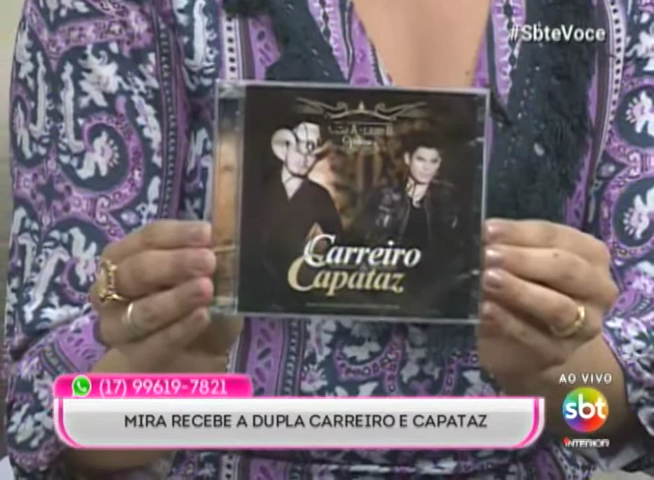 #SbteVoce
Carreiro
Capataz
(17) 99619-7821
MIRA RECEBE A DUPLA CARREIRO E CAPATAZ
AO VIVO
sbt
INTERIOR